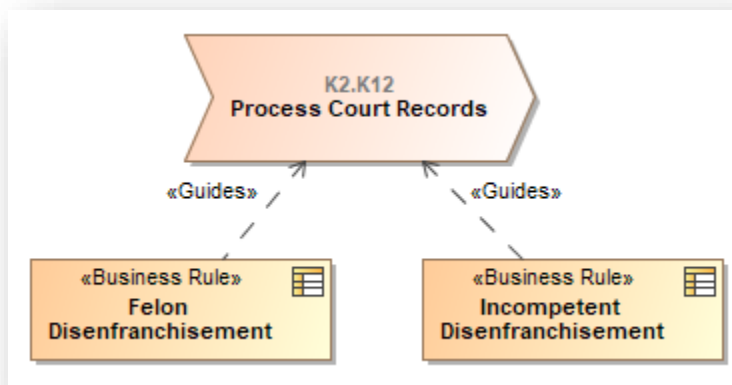 K2.K12
Process Court Records
«Guides»
«Guides»
«Business Rule»
Felon
Disenfranchisement
«Business Rule»
Incompetent
Disenfranchisement